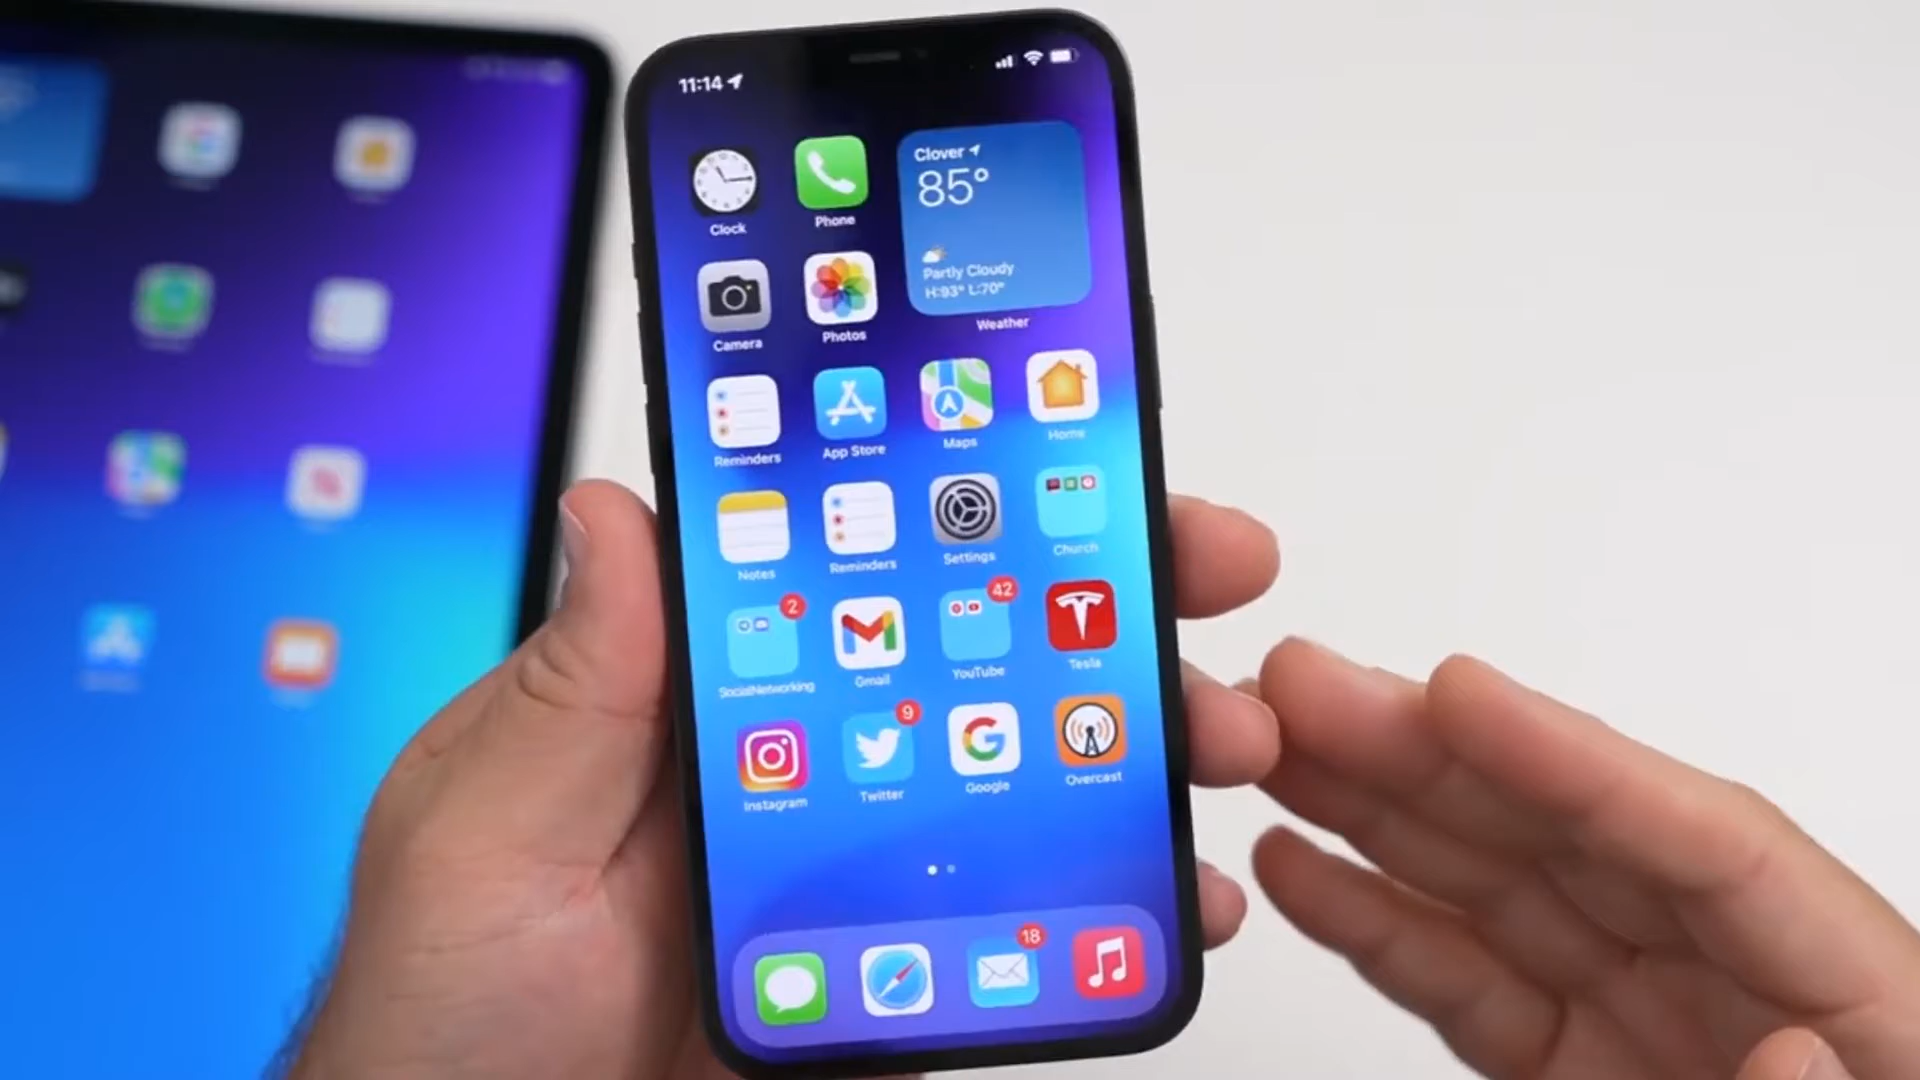 11:14
Clover
85°
Partly Cloudy
H:93° L:70°
Clock
Phone
Weather
Camera
Photos
Reminders
App Store
Maps
Home
Notes
Reminders
Settings
Church
2
42
SocialNetworking
Gmail
YouTube
Tesla
9
Instagram
Twitter
Google
Overcast
18